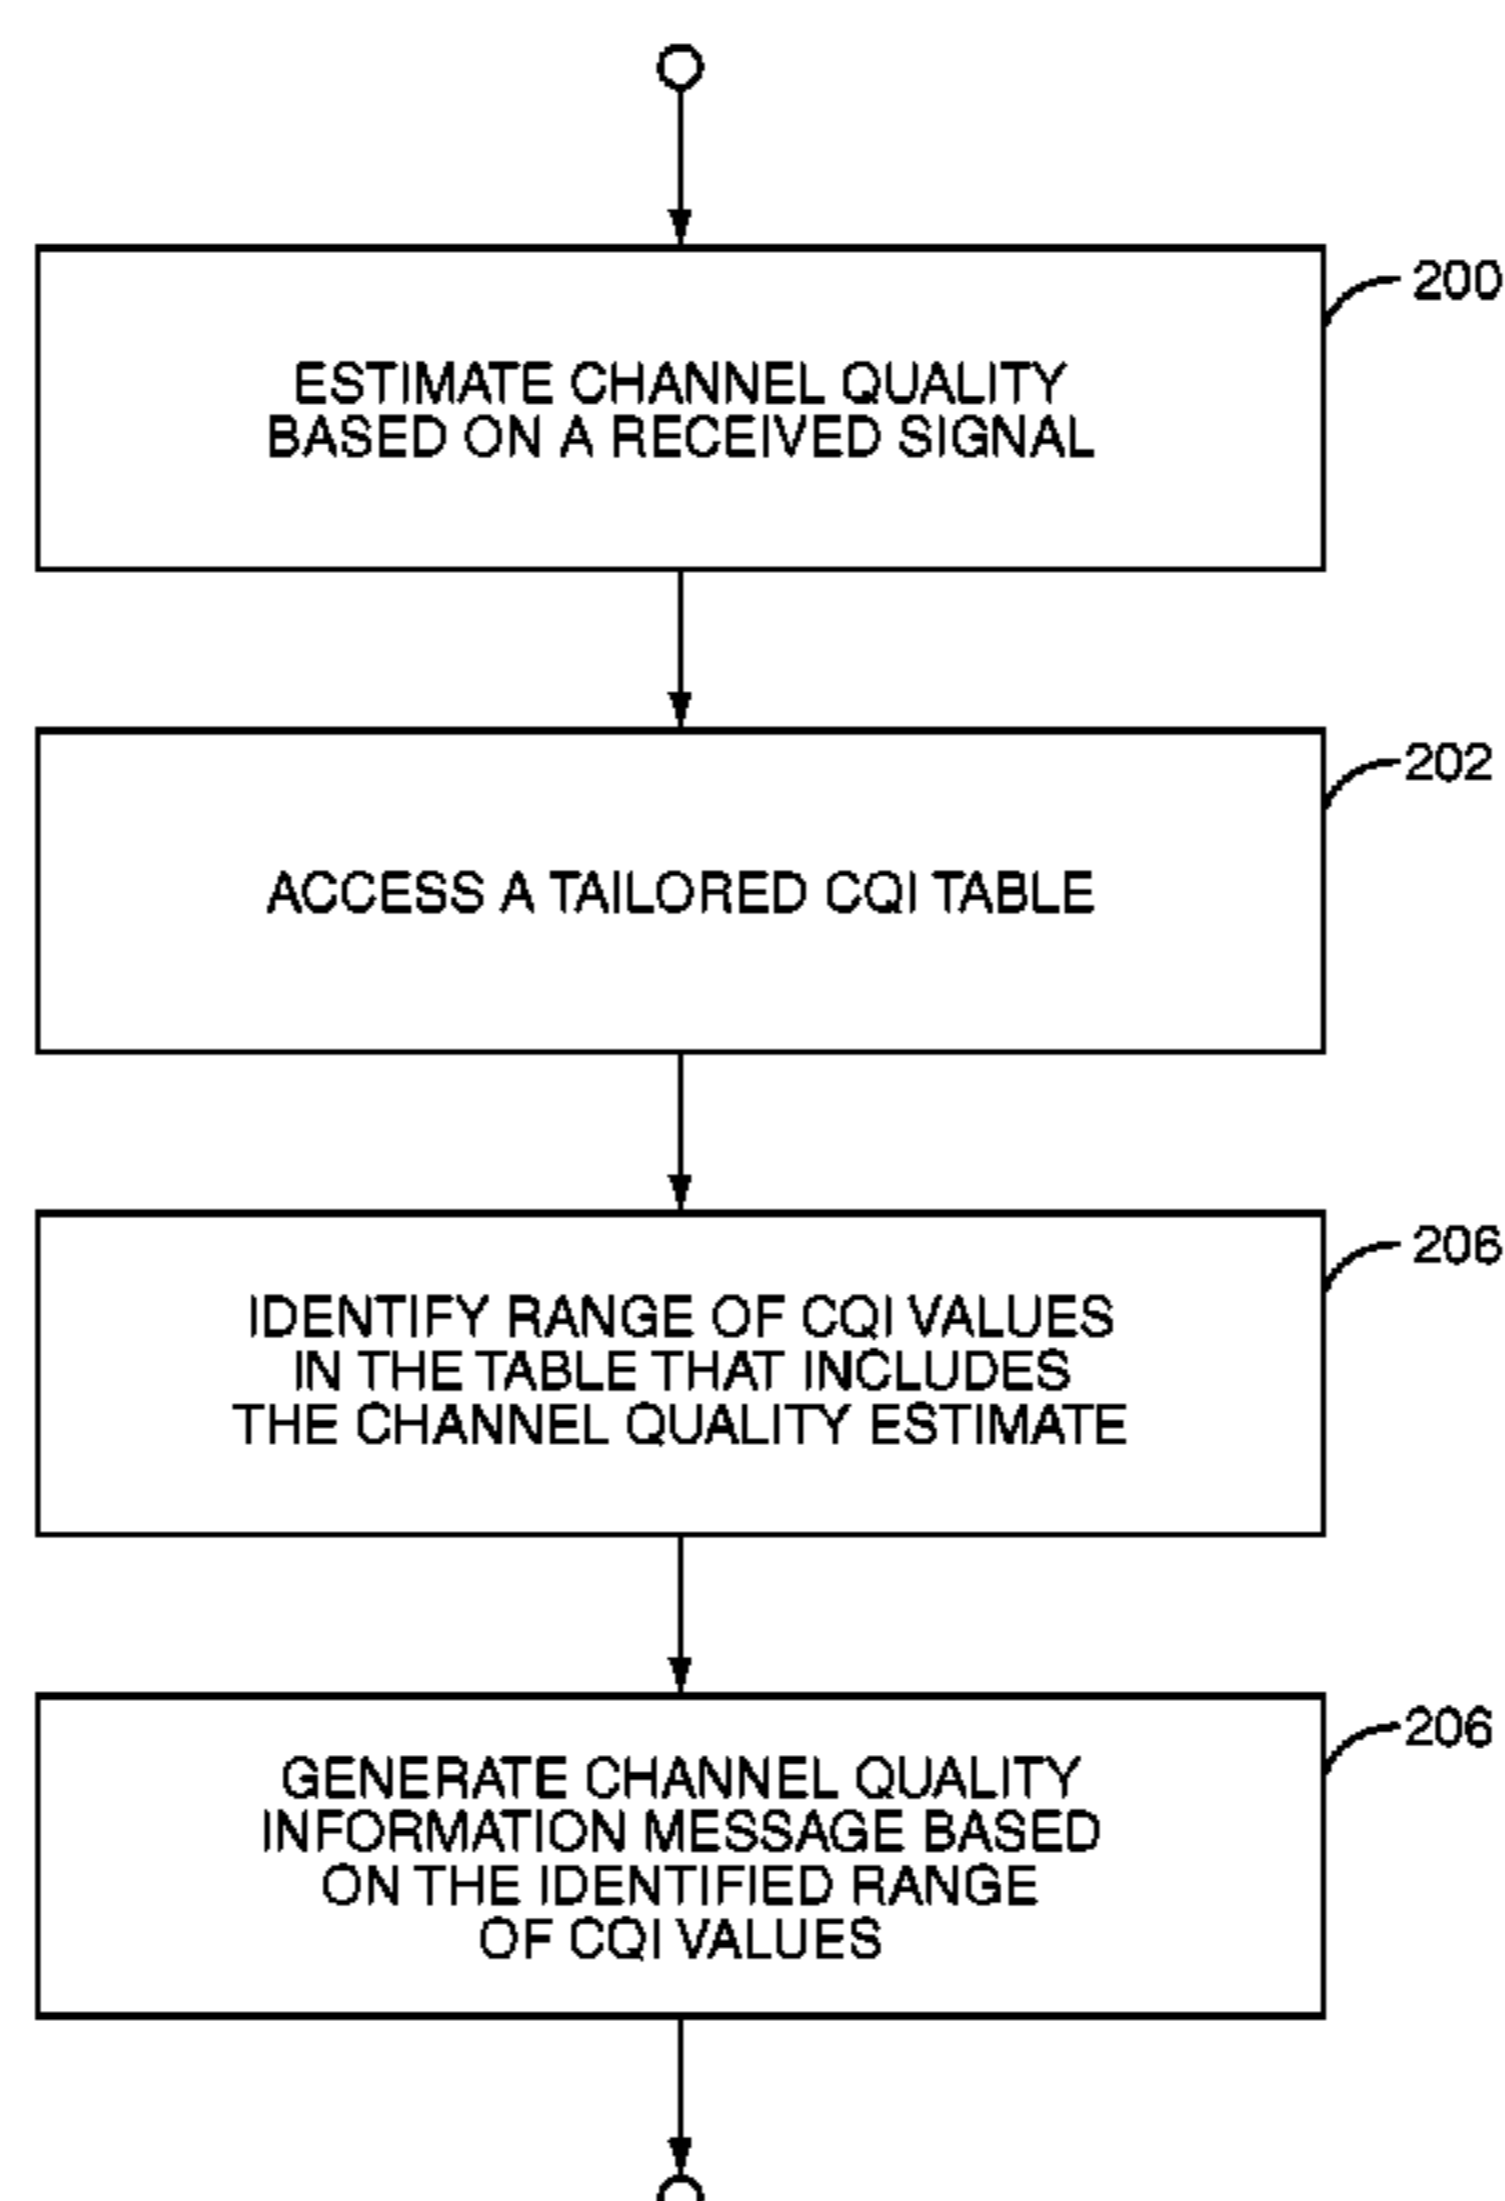 200
ESTIMATE CHANNEL QUALITY
BASED ON A RECEIVED SIGNAL
202
ACCESS A TAILORED CQI TABLE
206
IDENTIFY RANGE OF CQI VALUES
IN THE TABLE THAT INCLUDES
THE CHANNEL QUALITY ESTIMATE
206
GENERATE CHANNEL QUALITY
INFORMATION MESSAGE BASED
ON THE IDENTIFIED RANGE
OF CQI VALUES